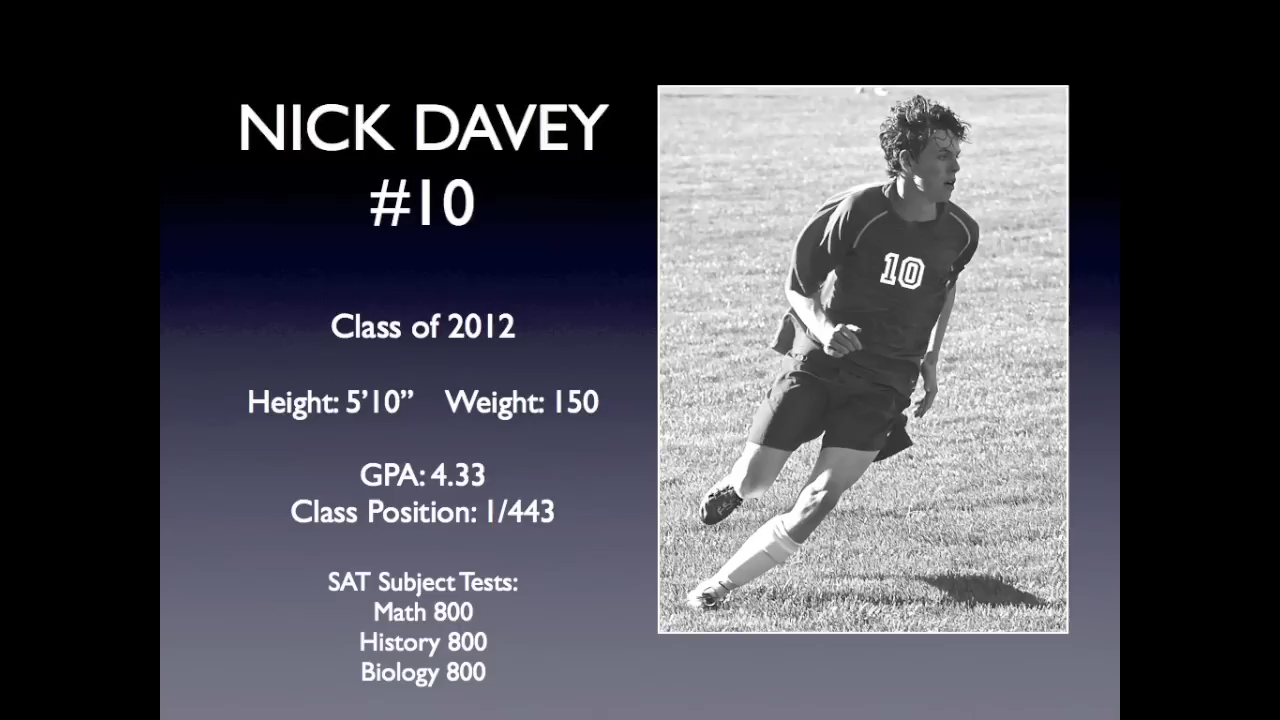 NICK DAVEY
#10
Class of 2012
Height: 5’10” Weight: 150
GPA: 4.33
Class Position: 1/443
SAT Subject Tests:
Math 800
History 800
Biology 800
10